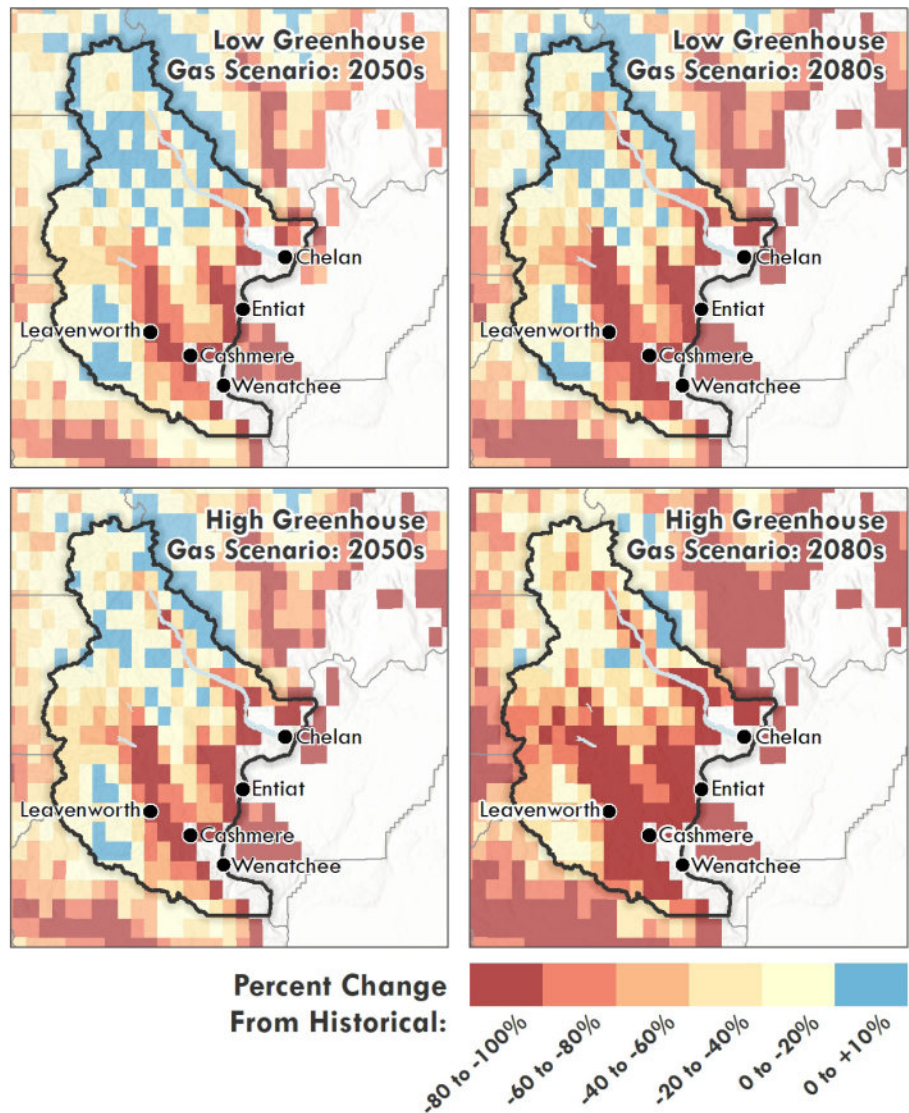 Low Greenhouse
Gas Scenario: 2050s
Chelan
Entiat
Leavenworth
Cashmere
Wenatchee
Low Greenhouse
Gas Scenario: 2080s
Chelan
Entiat
Leavenworth
Cashmere
Wenatchee
High Greenhouse
Gas Scenario: 2050s
Chelan
Entiat
Leavenworth
Cashmere
Wenatchee
High Greenhouse
Gas Scenario: 2080s
Chelan
Entiat
Leavenworth
Cashmere
Wenatchee
Percent Change
From Historical:
-80 to -100%
-60 to -80%
-40 to -60%
-20 to -40%
0 to -20%
0 to +10%